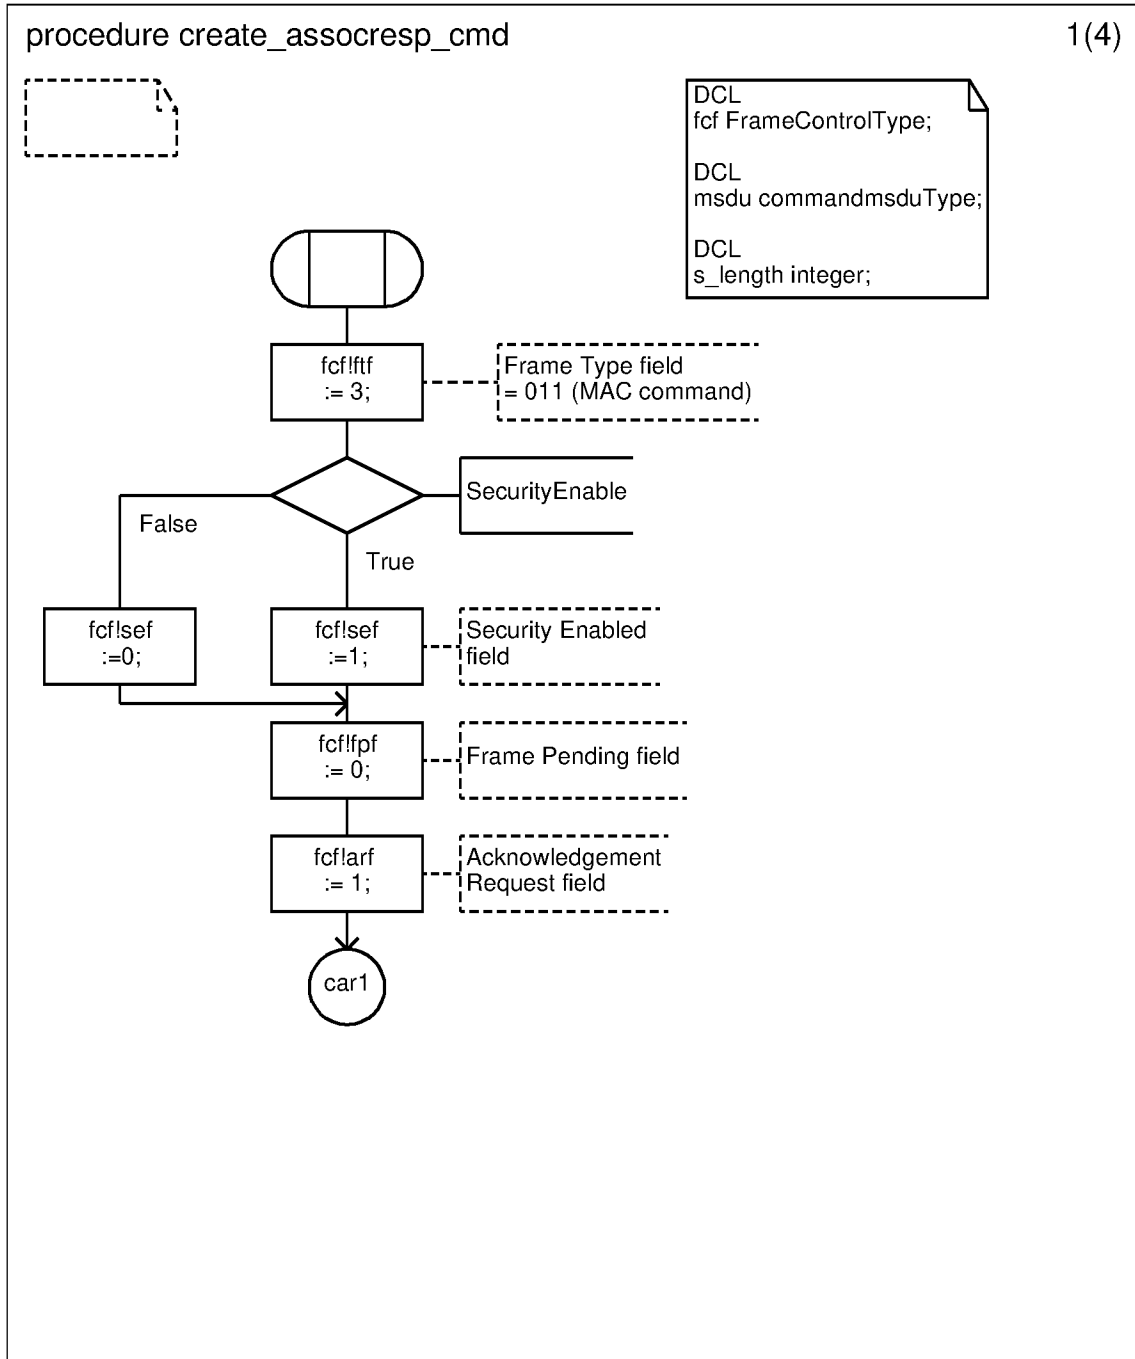 procedure create_assocresp_cmd
1(4)
DCL
fcf FrameControlType;
DCL
msdu commandmsduType;
DCL
s_length integer;
fcf!ftf
:= 3;
Frame Type field
= 011 (MAC command)
SecurityEnable
False
True
fcf!sef
:=0;
fcf!sef
:=1;
Security Enabled
field
fcf!fpf
:= 0;
Frame Pending field
fcf!arf
:= 1;
Acknowledgement
Request field
car1